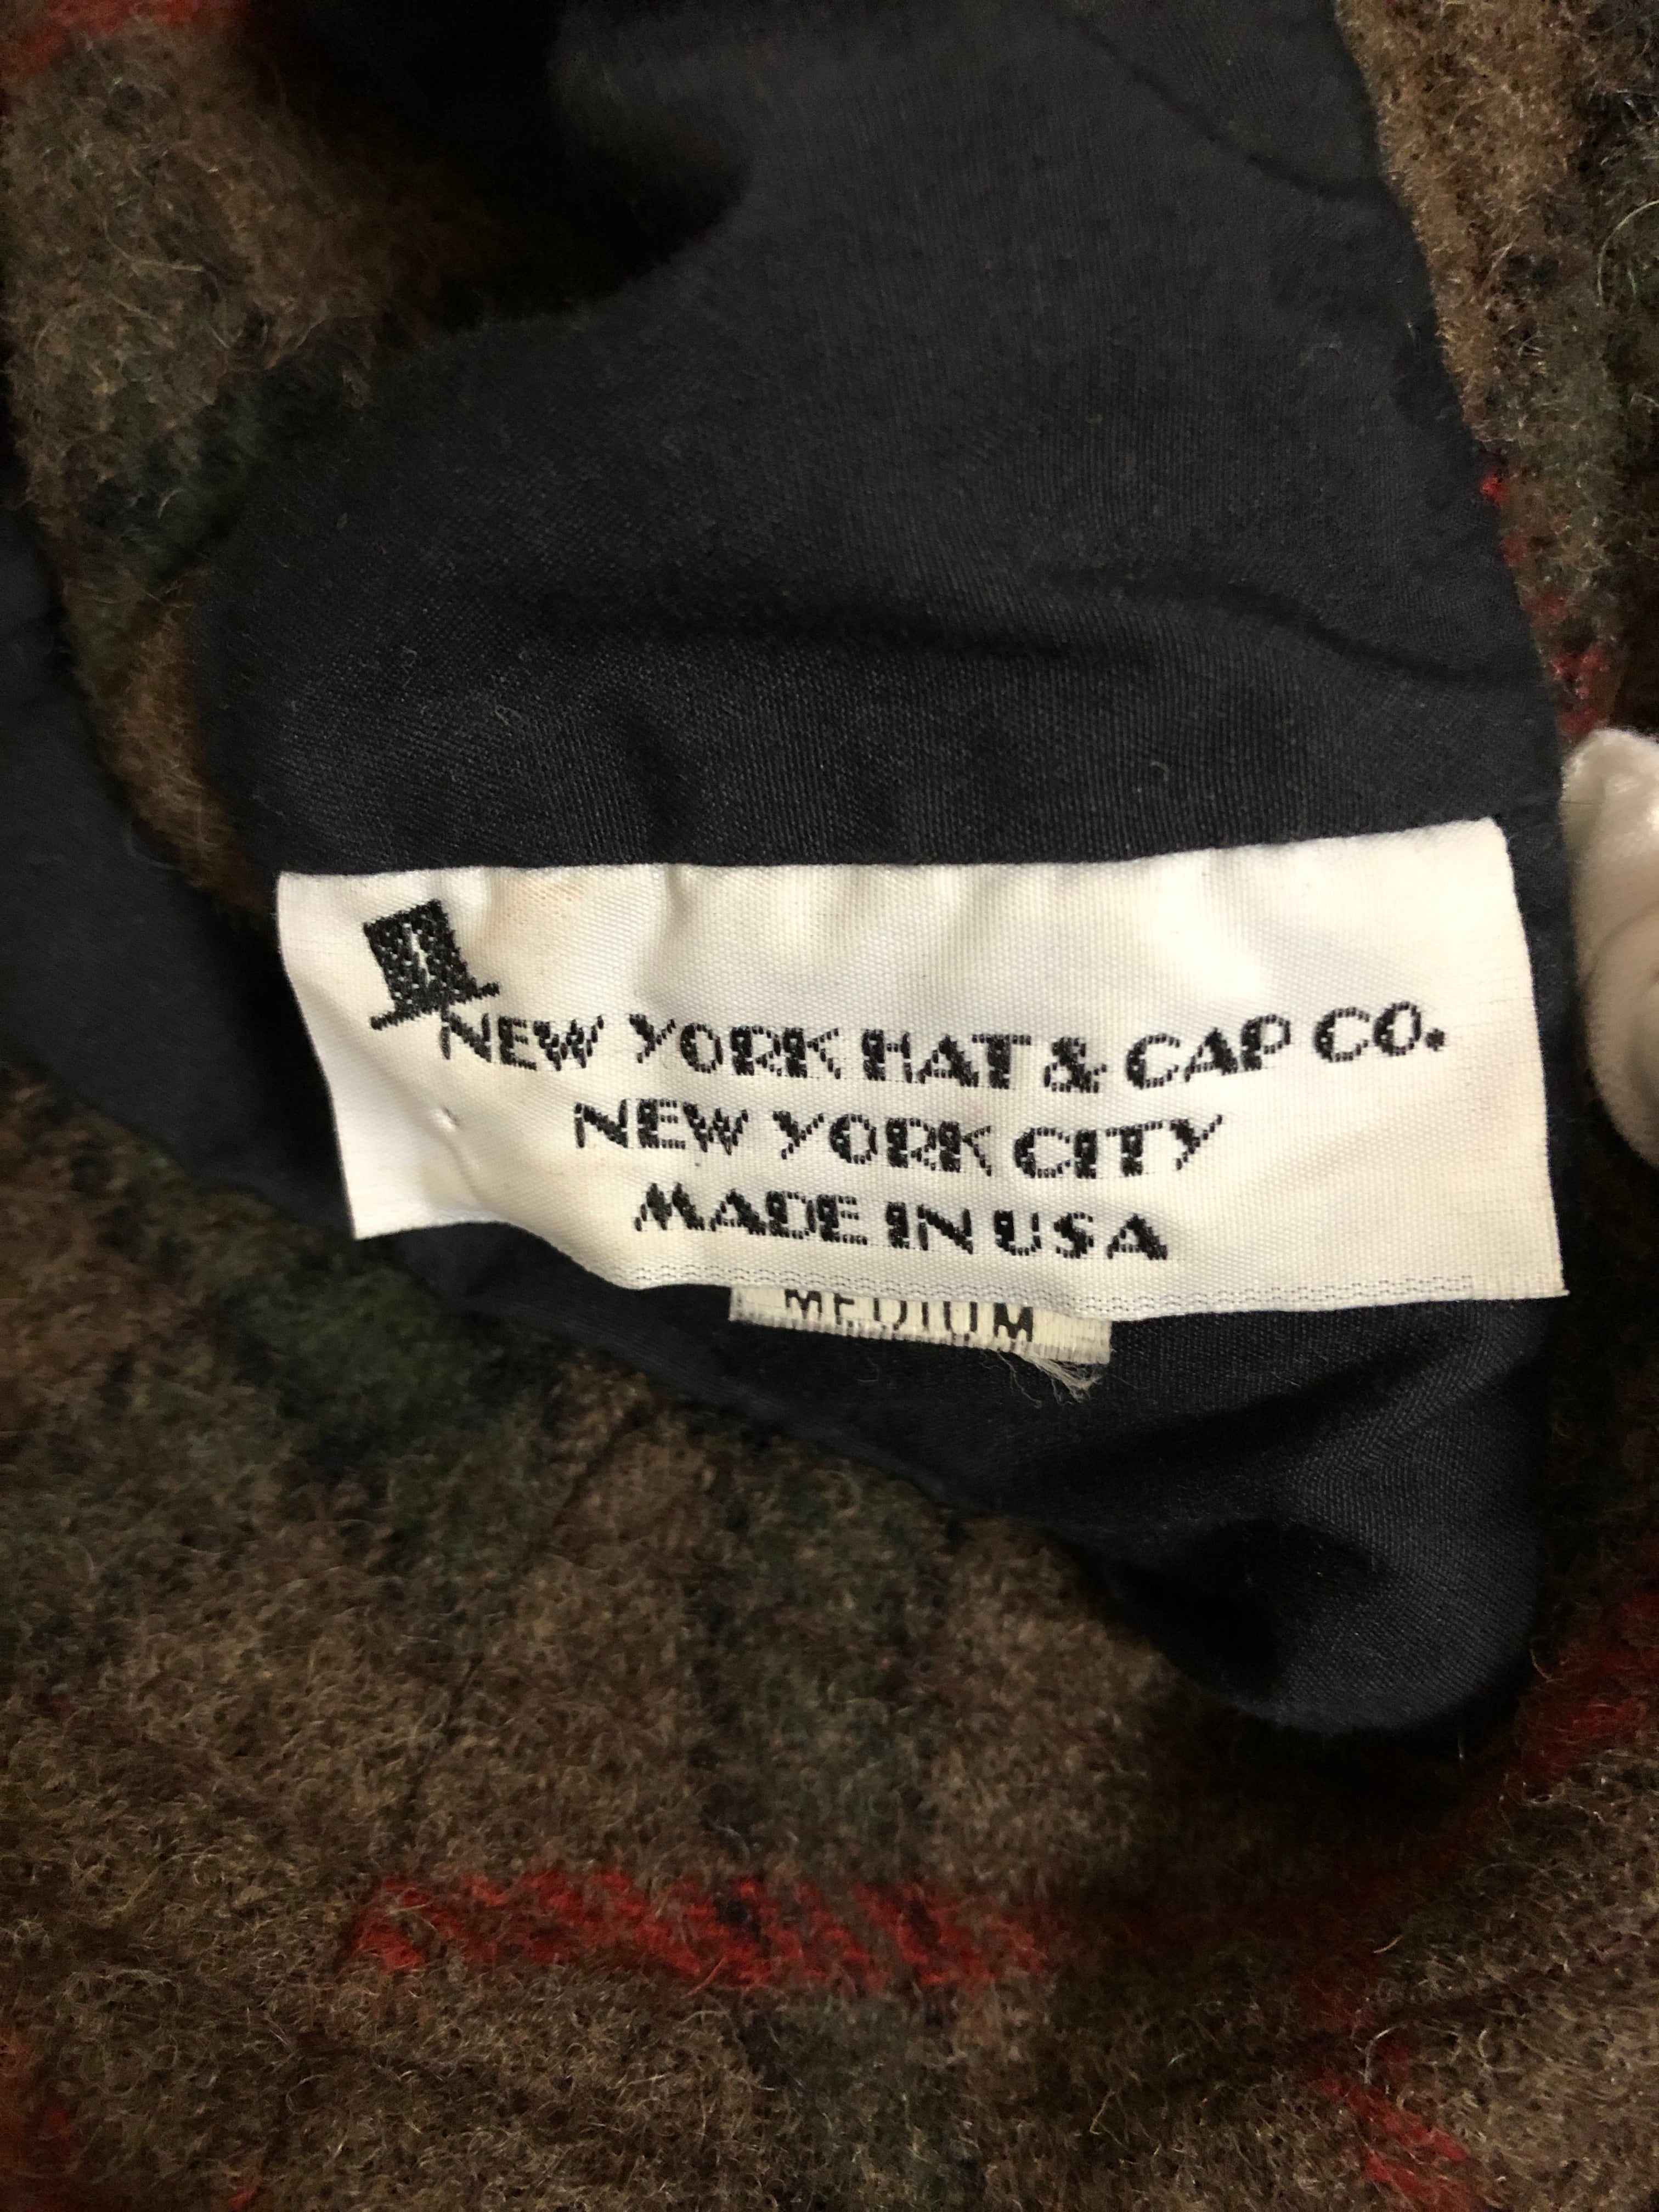 NEW YORK HAT & CAP CO.
NEW YORK CITY
MADE IN USA
MEDIUM